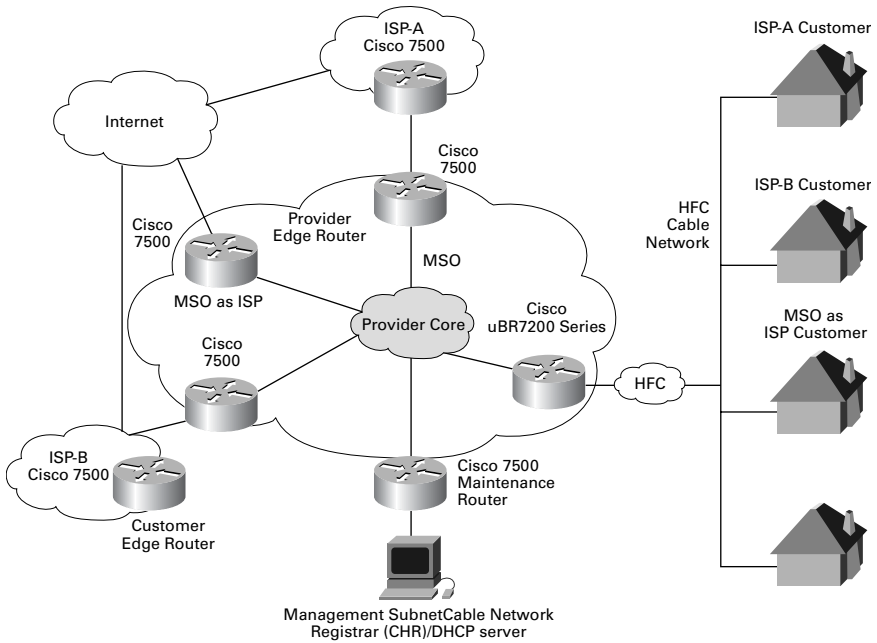 ISP-A
Cisco 7500
Internet
Cisco
7500
Cisco
7500
Provider
Edge Router
MSO as ISP
MSO
Provider Core
Cisco
uBR7200 Series
Cisco
7500
HFC
ISP-B
Cisco 7500
Customer
Edge Router
Cisco 7500
Maintenance
Router
Management SubnetCable Network
Registrar (CHR)/DHCP server
ISP-A Customer
ISP-B Customer
HFC
Cable
Network
MSO as
ISP Customer